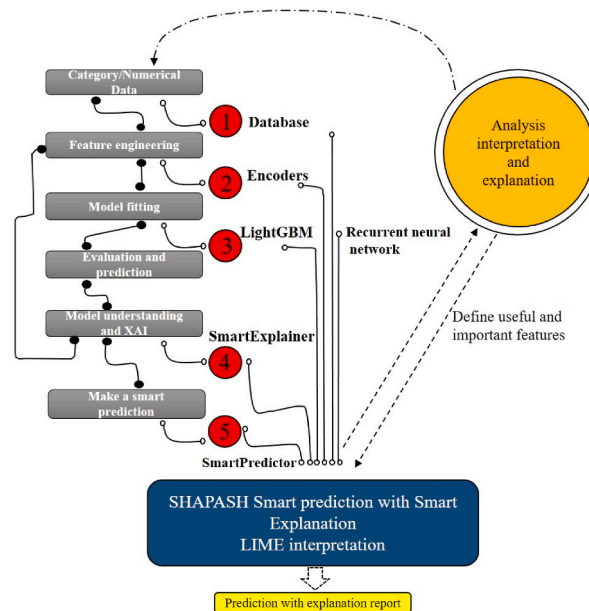 Category/Numerical
Data
1
Database
Feature engineering
2
Encoders
Model fitting
3
LightGBM
Recurrent neural
network
Evaluation and prediction
Model understanding
and XAI
SmartExplainer
4
Make a smart
prediction
5
SmartPredictor
Analysis
interpretation
and
explanation
Define useful and
important features
SHAPASH Smart prediction with Smart
Explanation
LIME interpretation
Prediction with explanation report